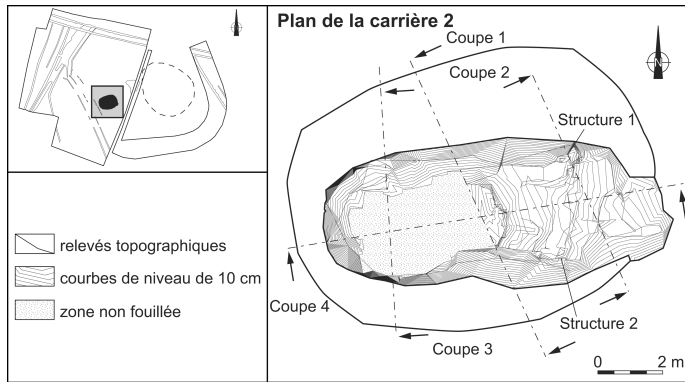 Plan de la carrière 2
Coupe 1
Coupe 2
N
Structure 1
relevés topographiques
courbes de niveau de 10 cm
zone non fouillée
Coupe 4
Coupe 3
Structure 2
0 2 m